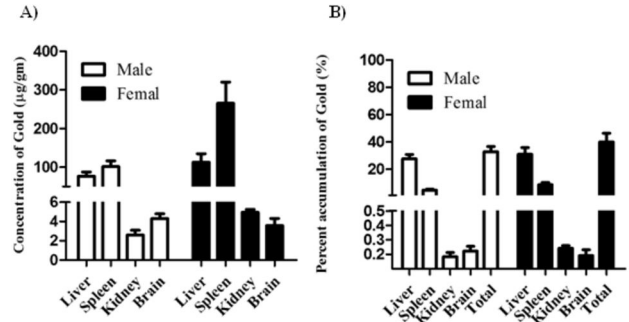 A)
Concentration of Gold (µg/gm)
400
300
200
100
6
4
2
0
Male
Femal
Liver
Spleen
Kidney
Brain
Liver
Spleen
Kidney
Brain
B)
Percent accumulation of Gold (%)
100
80
60
40
20
0.5
0.4
0.3
0.2
Male
Femal
Liver
Spleen
Kidney
Brain
Total
Liver
Spleen
Kidney
Brain
Total